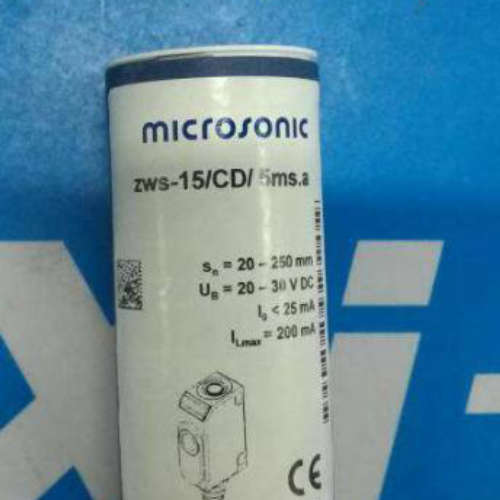 microsonic
zws-15/CD/ 5ms.a
sn = 20 - 250 mm
UB = 20 - 30 V DC
I0 < 25 mA
ILmax = 200 mA
CE